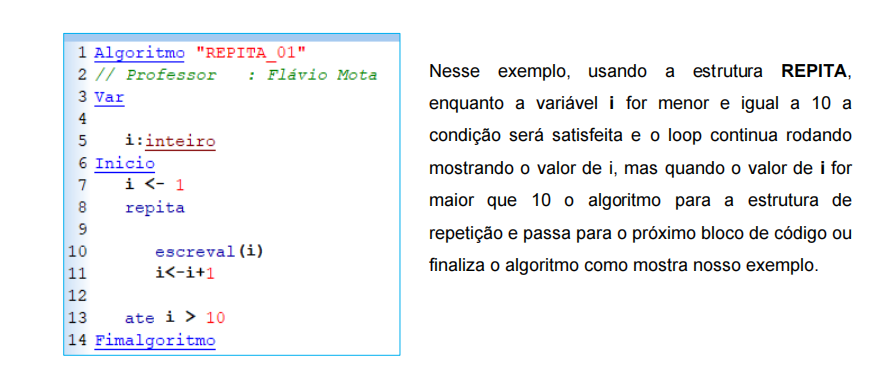 1 Algoritmo "REPITA_01"
2 // Professor : Flávio Mota
3 Var
4
5 i:inteiro
6 Inicio
7 i <- 1
8 repita
9
10 escreval(i)
11 i<-i+1
12
13 ate i > 10
14 Fimalgoritmo
Nesse exemplo, usando a estrutura REPITA,
enquanto a variável i for menor e igual a 10 a
condição será satisfeita e o loop continua rodando
mostrando o valor de i, mas quando o valor de i for
maior que 10 o algoritmo para a estrutura de
repetição e passa para o próximo bloco de código ou
finaliza o algoritmo como mostra nosso exemplo.